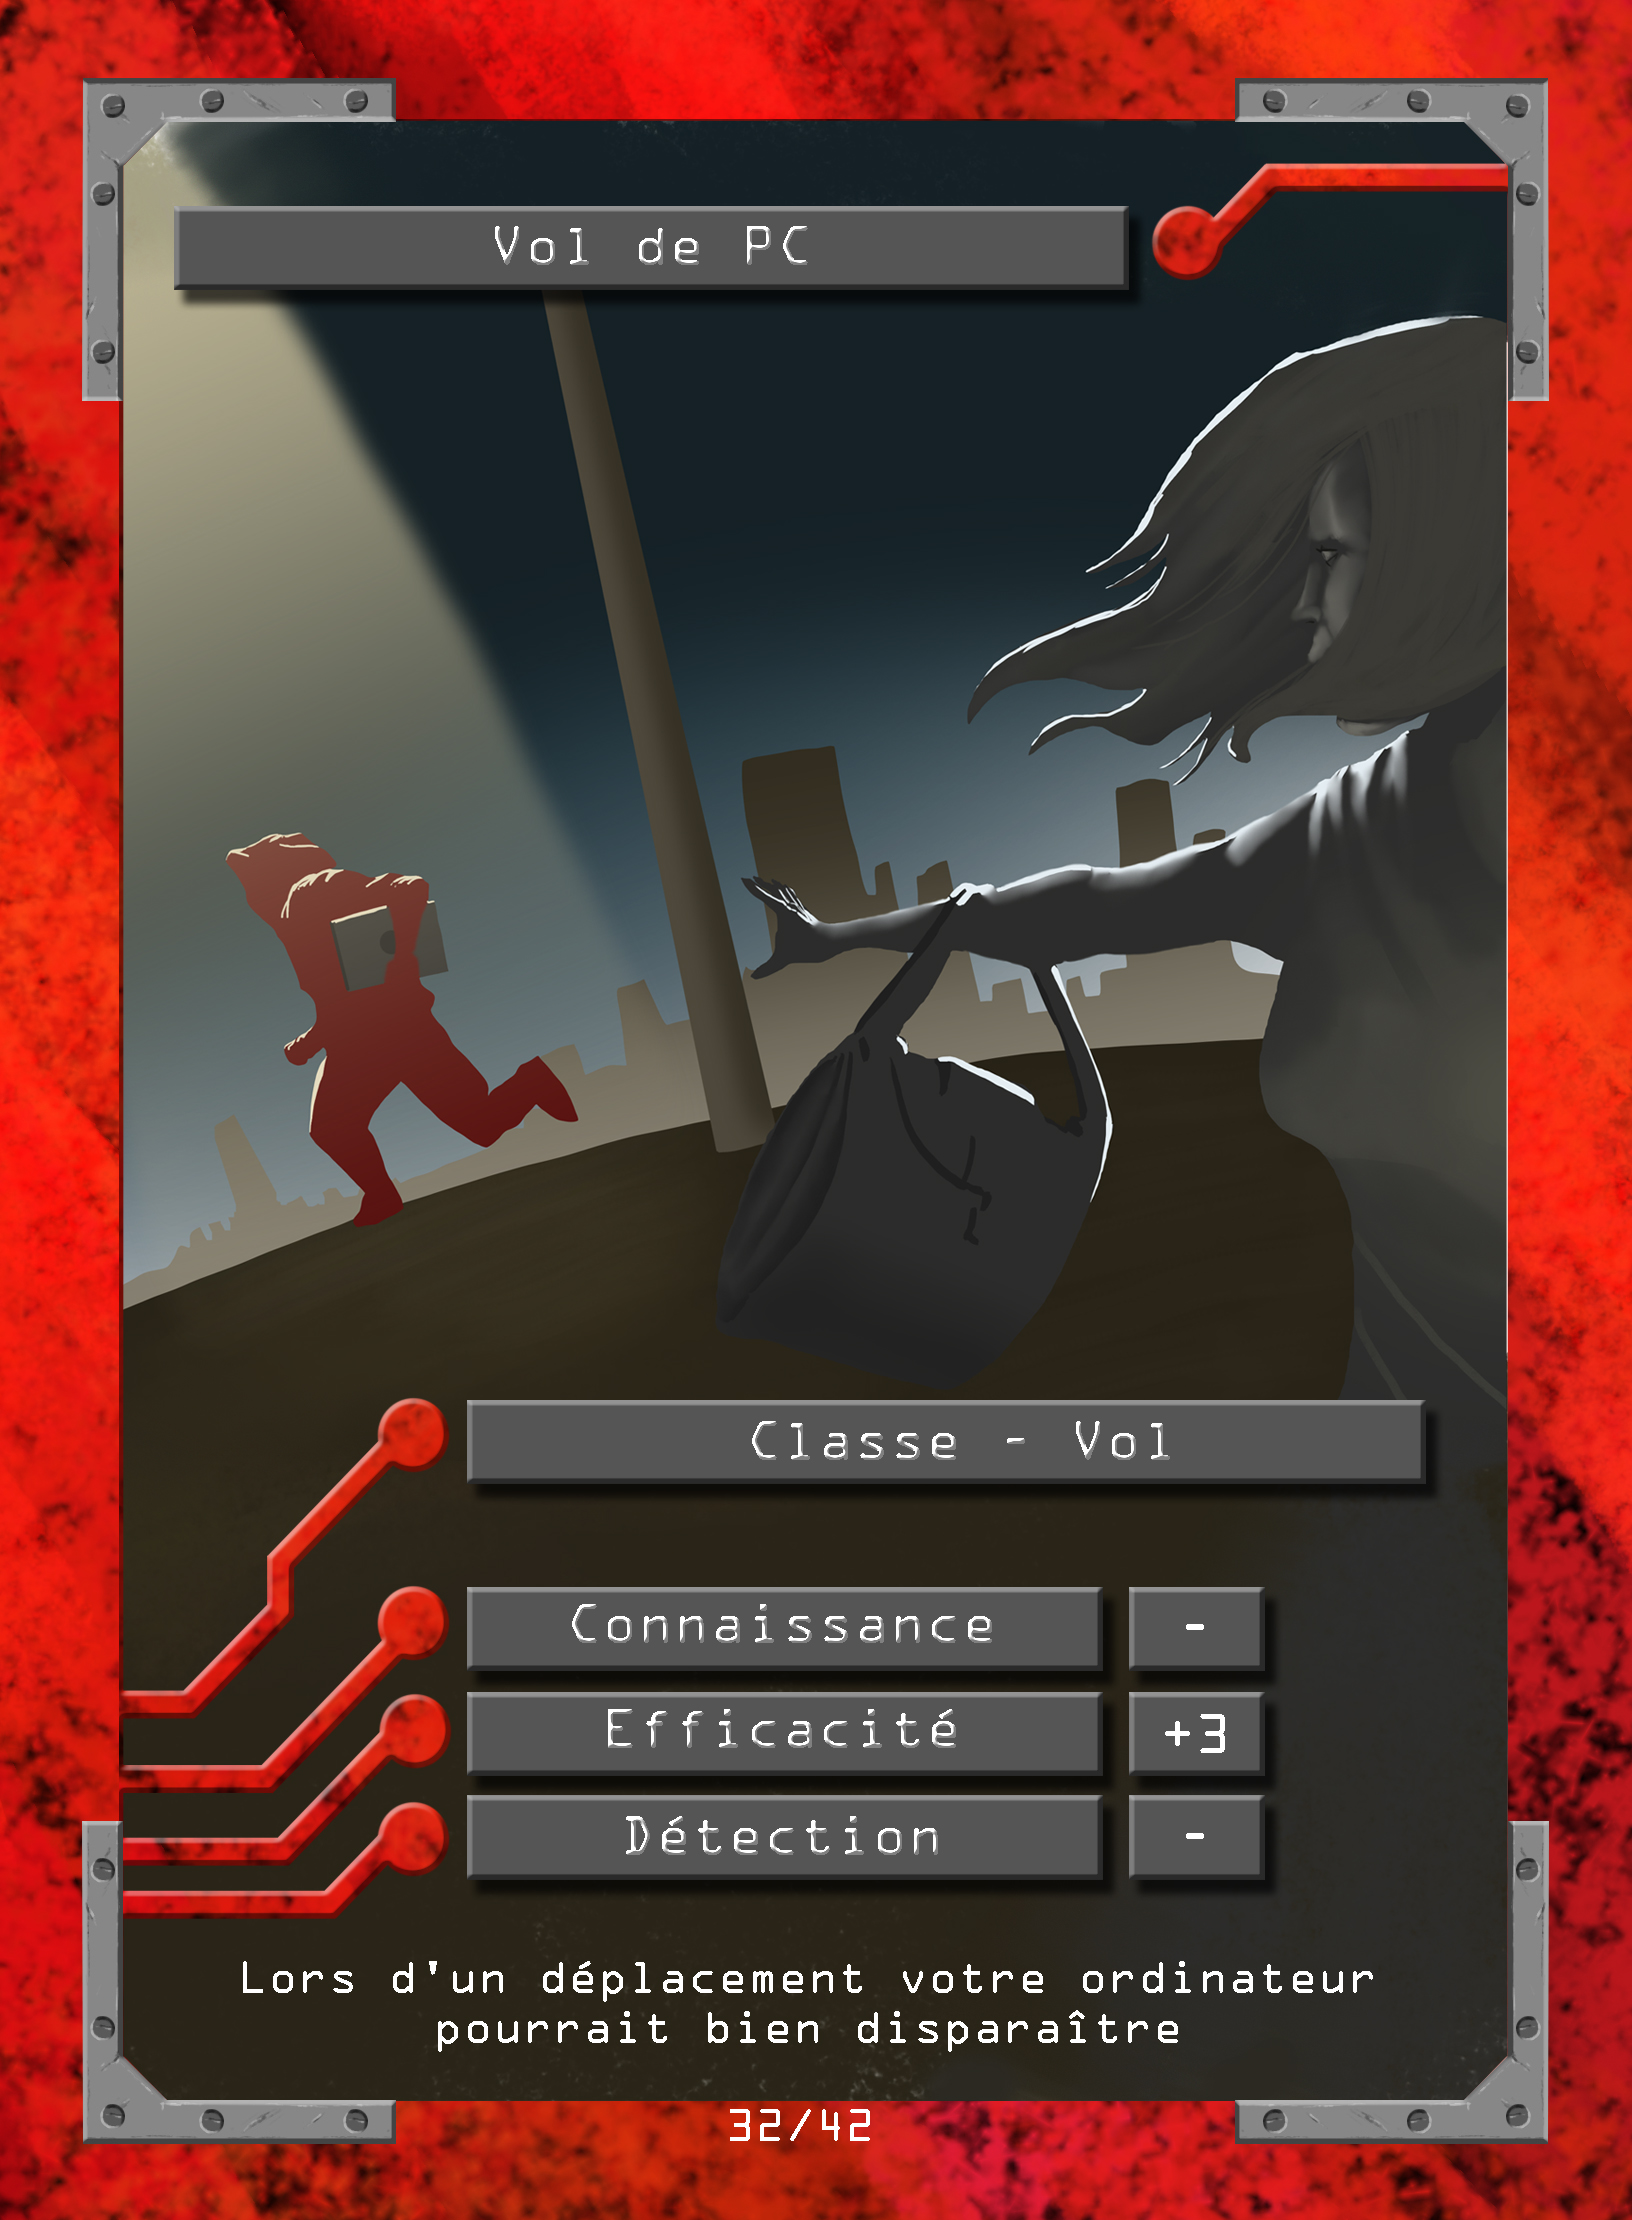 Vol de PC
Classe - Vol
Connaissance -
Efficacité +3
Détection -
Lors d'un déplacement votre ordinateur
pourrait bien disparaître
32/42